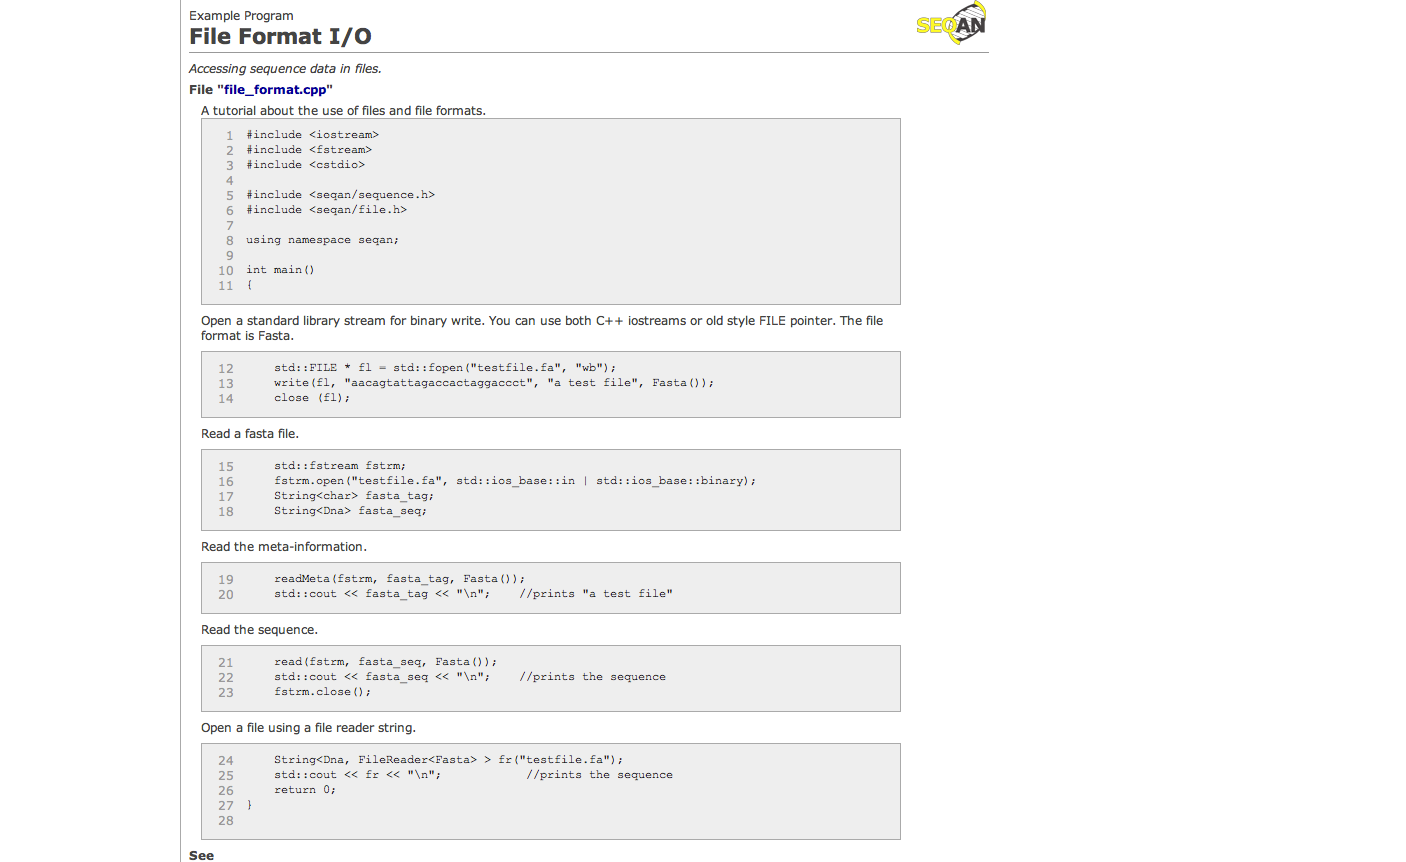 Example Program
SEQAN
File Format I/O
Accessing sequence data in files.
File "file_format.cpp"
A tutorial about the use of files and file formats.
1 #include <iostream>
2 #include <fstream>
3 #include <cstdio>
4
5 #include <seqan/sequence.h>
6 #include <seqan/file.h>
7
8 using namespace seqan;
9
10 int main()
11 {
Open a standard library stream for binary write. You can use both C++ iostreams or old style FILE pointer. The file
format is Fasta.
12     std::FILE * fl = std::fopen("testfile.fa", "wb");
13     write(fl, "aacagtattagaccactaggaccct", "a test file", Fasta());
14     close (fl);
Read a fasta file.
15     std::fstream fstrm;
16     fstrm.open("testfile.fa", std::ios_base::in | std::ios_base::binary);
17     String<char> fasta_tag;
18     String<Dna> fasta_seq;
Read the meta-information.
19     readMeta(fstrm, fasta_tag, Fasta());
20     std::cout << fasta_tag << "\n";    //prints "a test file"
Read the sequence.
21     read(fstrm, fasta_seq, Fasta());
22     std::cout << fasta_seq << "\n";    //prints the sequence
23     fstrm.close();
Open a file using a file reader string.
24     String<Dna, FileReader<Fasta> > fr("testfile.fa");
25     std::cout << fr << "\n";            //prints the sequence
26     return 0;
27 }
28
See